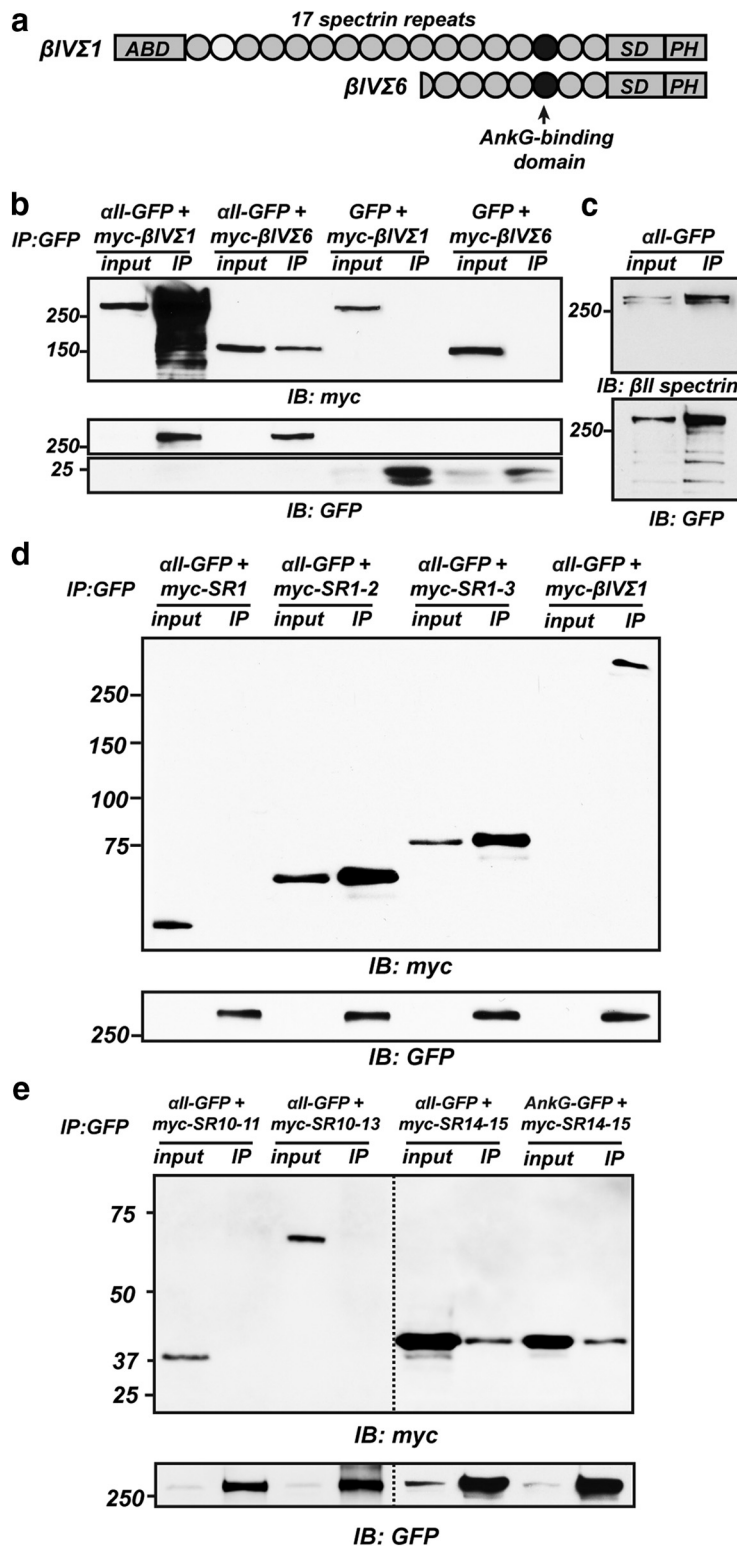 a
17 spectrin repeats
βIVΣ1 ABD SD PH
βIVΣ6 SD PH
AnkG-binding
domain
b
IP:GFP
αII-GFP + αII-GFP + GFP + GFP +
myc-βIVΣ1 myc-βIVΣ6 myc-βIVΣ1 myc-βIVΣ6
input IP input IP input IP input IP
250
150
IB: myc
250
25
IB: GFP
c
αII-GFP
input IP
250
IB: βII spectrin
250
IB: GFP
d
IP:GFP
αII-GFP + αII-GFP + αII-GFP + αII-GFP +
myc-SR1 myc-SR1-2 myc-SR1-3 myc-βIVΣ1
input IP input IP input IP input IP
250
150
100
75
IB: myc
250
IB: GFP
e
IP:GFP
αII-GFP + αII-GFP + αII-GFP + AnkG-GFP +
myc-SR10-11 myc-SR10-13 myc-SR14-15 myc-SR14-15
input IP input IP input IP input IP
75
50
37
25
IB: myc
250
IB: GFP